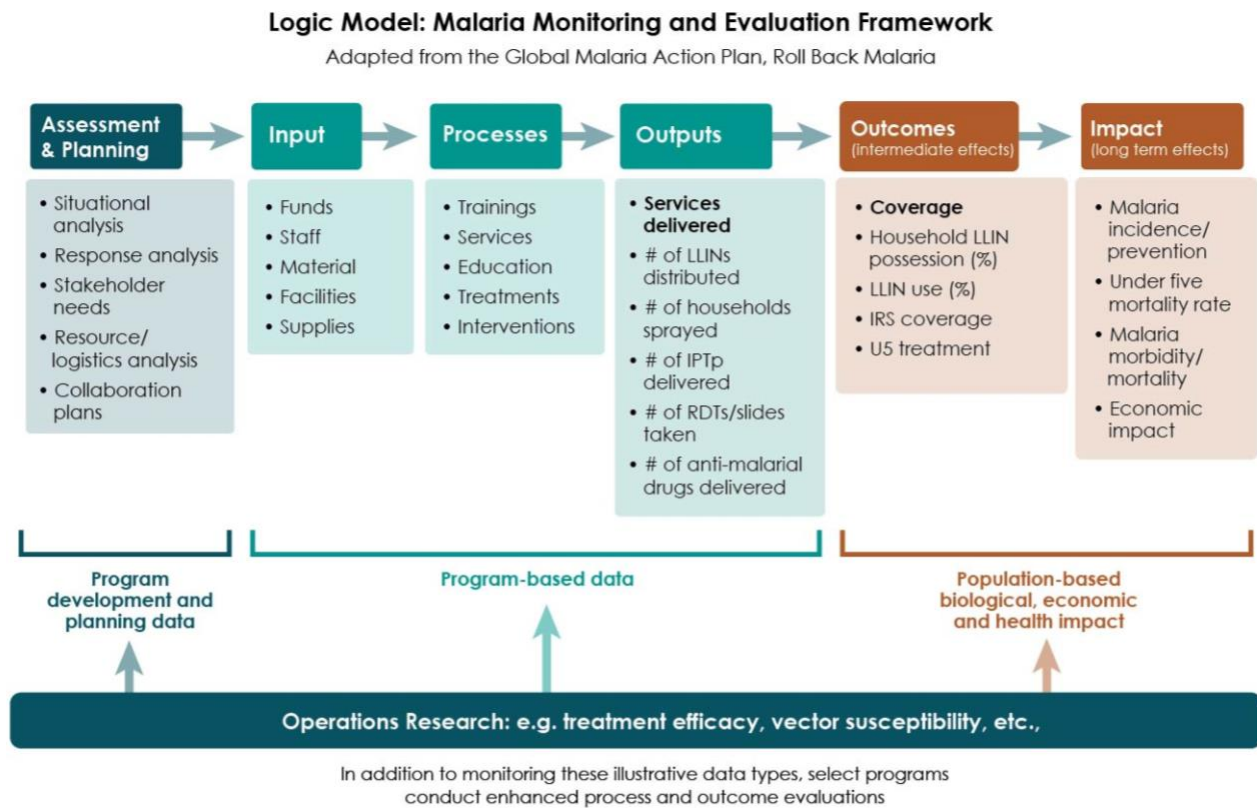 Logic Model: Malaria Monitoring and Evaluation Framework
Adapted from the Global Malaria Action Plan, Roll Back Malaria
Assessment
& Planning
• Situational
analysis
• Response analysis
• Stakeholder
needs
• Resource/
logistics analysis
• Collaboration
plans
Input
• Funds
• Staff
• Material
• Facilities
• Supplies
Processes
• Trainings
• Services
• Education
• Treatments
• Interventions
Outputs
• Services
delivered
• # of LLINs
distributed
• # of households
sprayed
• # of IPTp
delivered
• # of RDTs/slides
taken
• # of anti-malarial
drugs delivered
Outcomes
(intermediate effects)
• Coverage
• Household LLIN
possession (%)
• LLIN use (%)
• IRS coverage
• U5 treatment
Impact
(long term effects)
• Malaria
incidence/
prevention
• Under five
mortality rate
• Malaria
morbidity/
mortality
• Economic
impact
Program
development and
planning data
Program-based data
Population-based
biological, economic
and health impact
Operations Research: e.g. treatment efficacy, vector susceptibility, etc.,
In addition to monitoring these illustrative data types, select programs
conduct enhanced process and outcome evaluations